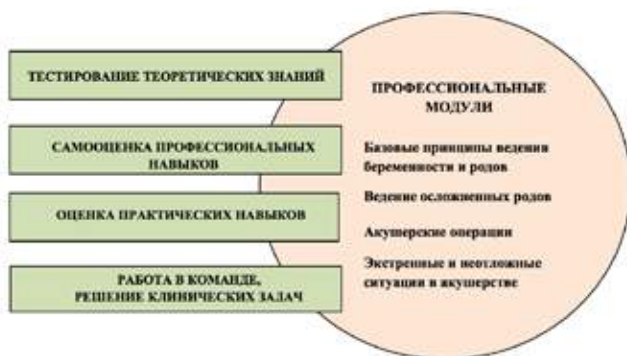 ТЕСТИРОВАНИЕ ТЕОРЕТИЧЕСКИХ ЗНАНИЙ
САМООЦЕНКА ПРОФЕССИОНАЛЬНЫХ
НАВЫКОВ
ОЦЕНКА ПРАКТИЧЕСКИХ НАВЫКОВ
РАБОТА В КОМАНДЕ,
РЕШЕНИЕ КЛИНИЧЕСКИХ ЗАДАЧ
ПРОФЕССИОНАЛЬНЫЕ
МОДУЛИ
Базовые принципы ведения
беременности и родов
Ведение осложненных родов
Акушерские операции
Экстренные и неотложные
ситуации в акушерстве